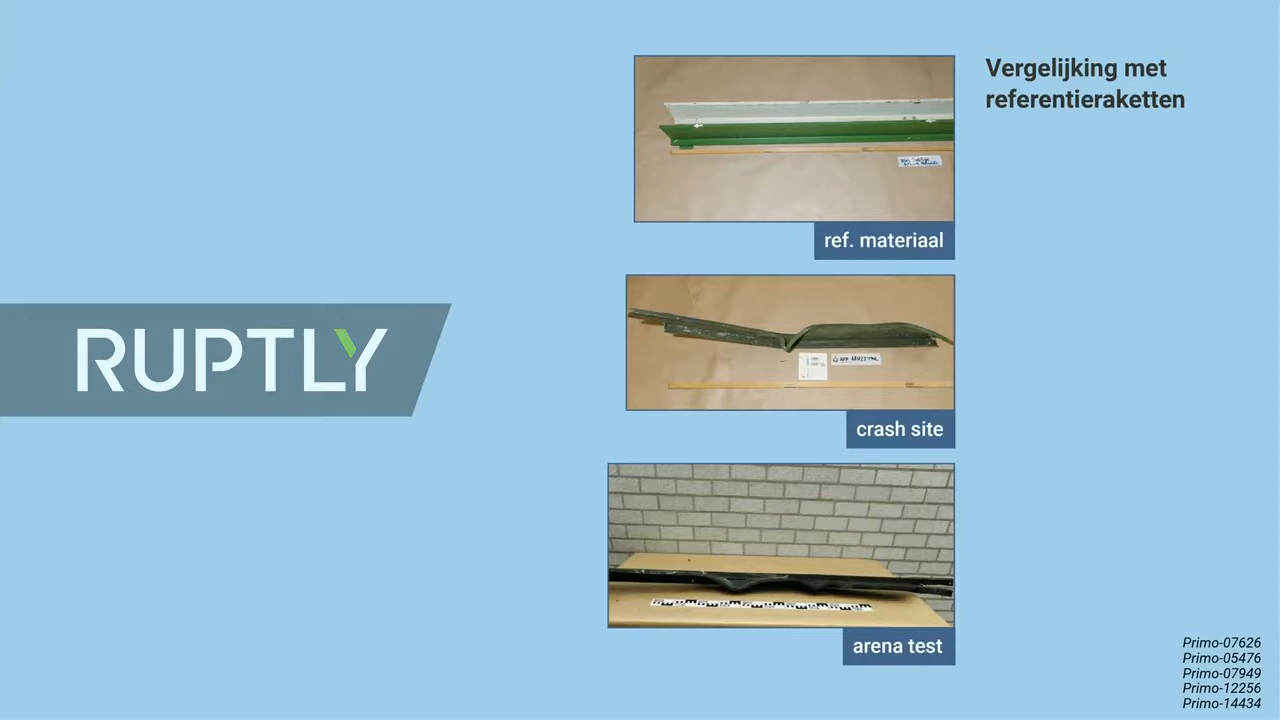 Vergelijking met
referentieraketten
ref. materiaal
RUPTLY
crash site
arena test
Primo-07626
Primo-05476
Primo-07949
Primo-12256
Primo-14434